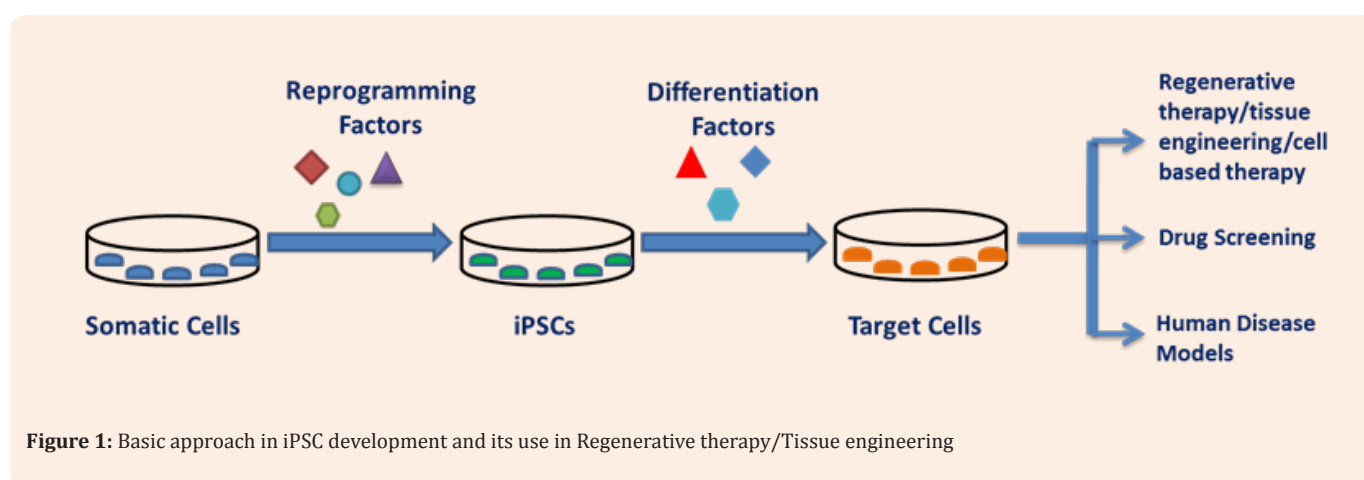 Reprogramming
Factors
Differentiation
Factors
Regenerative
therapy/tissue
engineering/cell
based therapy
Drug Screening
Human Disease
Models
Somatic Cells
iPSCs
Target Cells
Figure 1: Basic approach in iPSC development and its use in Regenerative therapy/Tissue engineering